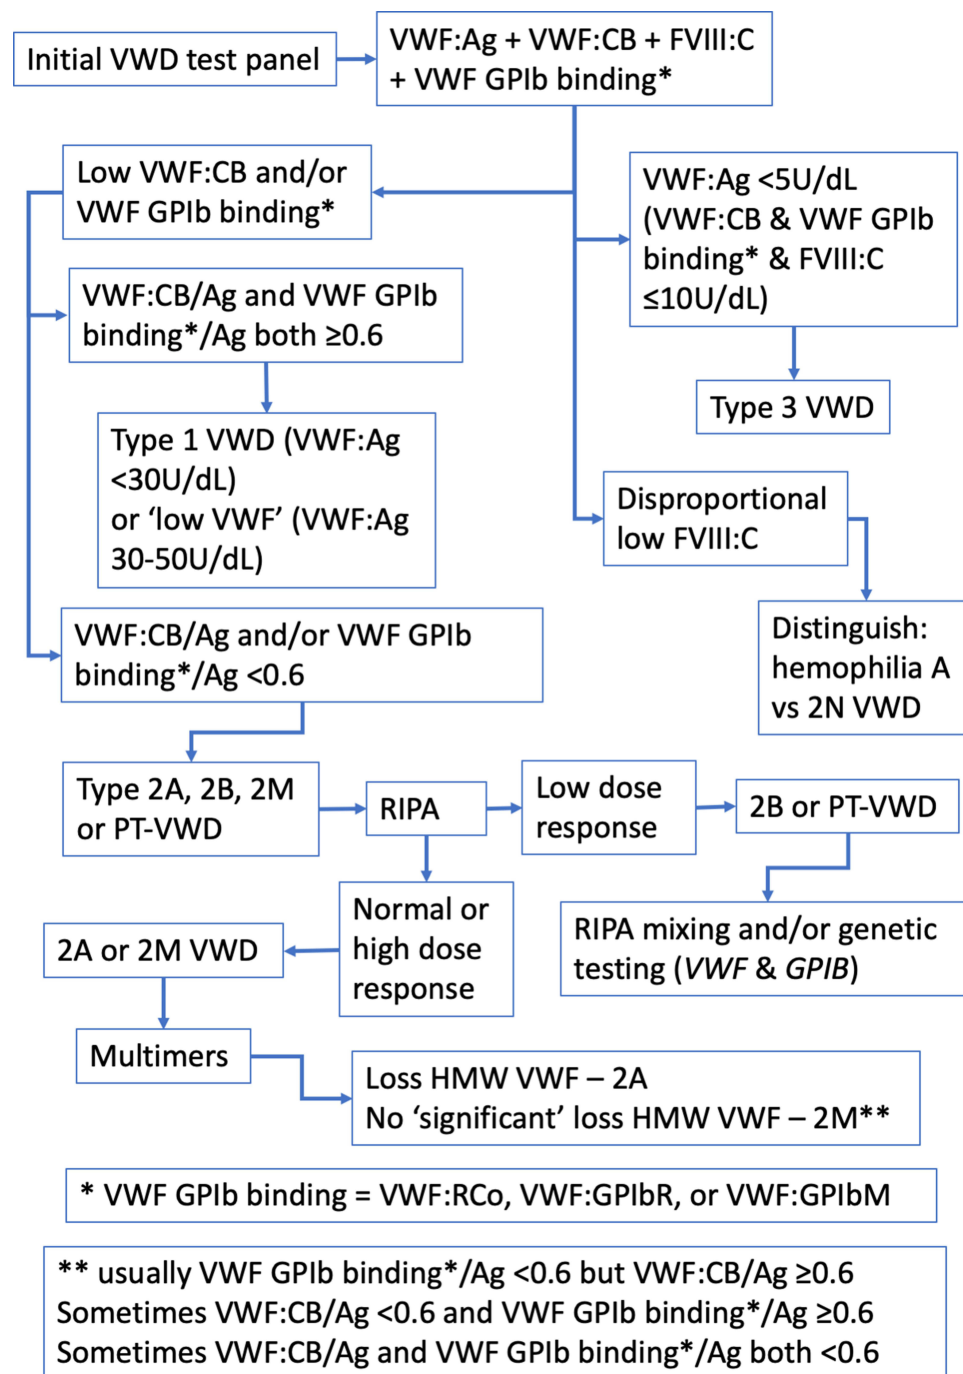 Initial VWD test panel
VWF:Ag + VWF:CB + FVIII:C
+ VWF GPIb binding*
Low VWF:CB and/or
VWF GPIb binding*
VWF:Ag <5U/dL
(VWF:CB & VWF GPIb
binding* & FVIII:C
≤10U/dL)
VWF:CB/Ag and VWF GPIb
binding*/Ag both ≥0.6
Type 3 VWD
Type 1 VWD (VWF:Ag
<30U/dL)
or ‘low VWF’ (VWF:Ag
30-50U/dL)
Disproportional
low FVIII:C
VWF:CB/Ag and/or VWF GPIb
binding*/Ag <0.6
Distinguish:
hemophilia A
vs 2N VWD
Type 2A, 2B, 2M
or PT-VWD
RIPA
Low dose
response
2B or PT-VWD
Normal or
high dose
response
RIPA mixing and/or genetic
testing (VWF & GPIB)
2A or 2M VWD
Multimers
Loss HMW VWF – 2A
No ‘significant’ loss HMW VWF – 2M**
* VWF GPIb binding = VWF:RCo, VWF:GPIbR, or VWF:GPIbM
** usually VWF GPIb binding*/Ag <0.6 but VWF:CB/Ag ≥0.6
Sometimes VWF:CB/Ag <0.6 and VWF GPIb binding*/Ag ≥0.6
Sometimes VWF:CB/Ag and VWF GPIb binding*/Ag both <0.6